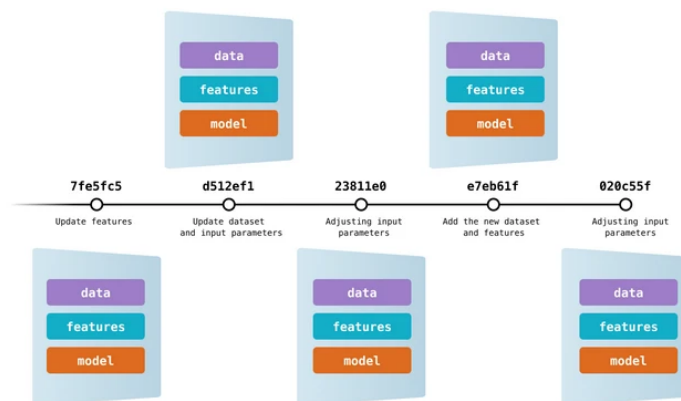 data
data
features
features
model
model
7fe5fc5
d512ef1
23811e0
e7eb61f
020c55f
Update features
Update dataset
and input parameters
Adjusting input
parameters
Add the new dataset
and features
Adjusting input
parameters
data
data
data
features
features
features
model
model
model